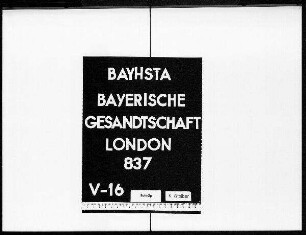 BAYHSTA
BAYERISCHE
GESANDTSCHAFT
LONDON
837
V-16